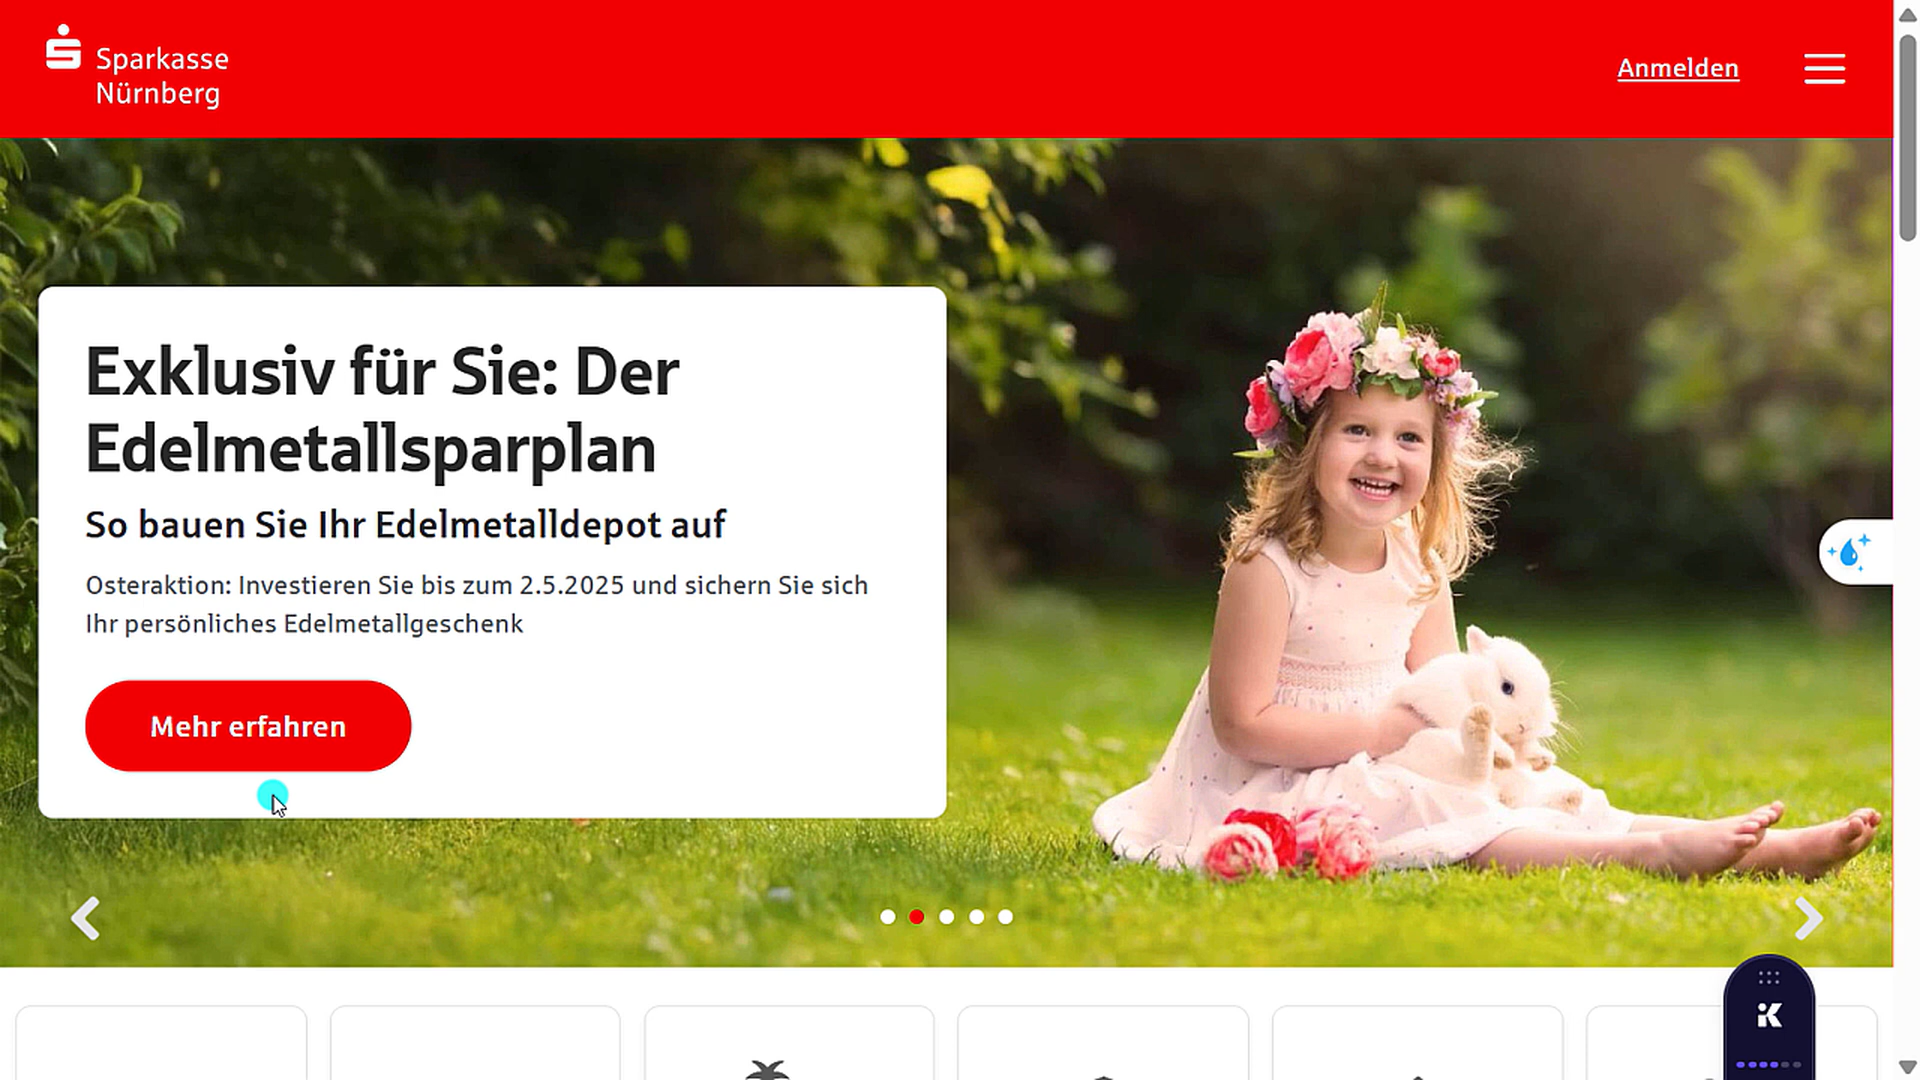 Sparkasse
Nürnberg
Anmelden
Exklusiv für Sie: Der
Edelmetallsparplan
So bauen Sie Ihr Edelmetalldepot auf
Osteraktion: Investieren Sie bis zum 2.5.2025 und sichern Sie sich
Ihr persönliches Edelmetallgeschenk
Mehr erfahren